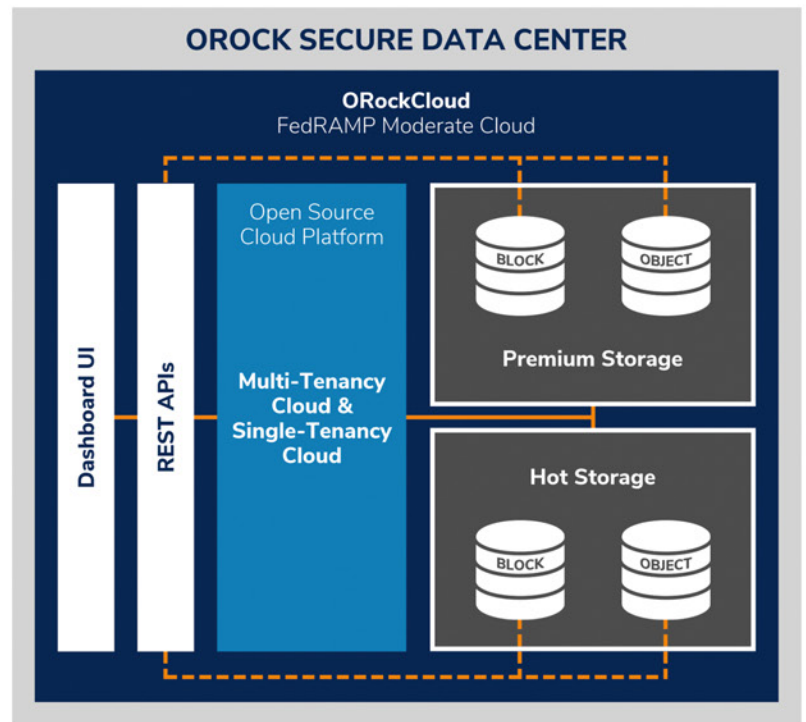 OROCK SECURE DATA CENTER
ORockCloud
FedRAMP Moderate Cloud
Dashboard UI
REST APIs
Open Source
Cloud Platform
Multi-Tenancy
Cloud &
Single-Tenancy
Cloud
BLOCK
OBJECT
Premium Storage
Hot Storage
BLOCK
OBJECT